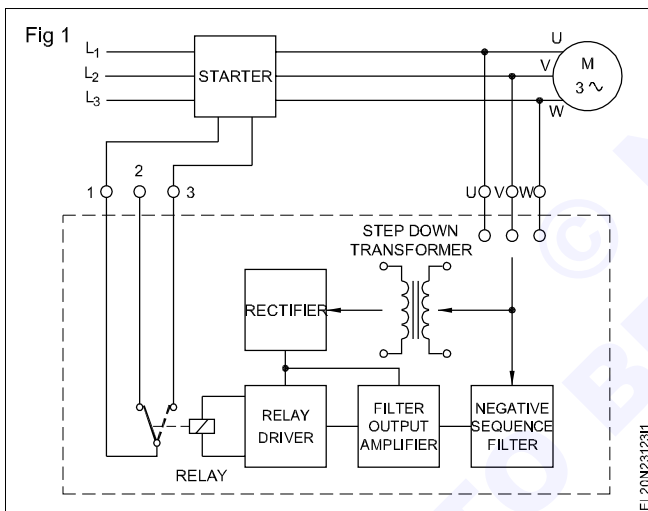 Fig 1
L1
L2
L3
STARTER
U
V
W
M
3 ∿
1
2
3
U
V
W
STEP DOWN
TRANSFORMER
RECTIFIER
RELAY
DRIVER
FILTER
OUTPUT
AMPLIFIER
NEGATIVE
SEQUENCE
FILTER
RELAY